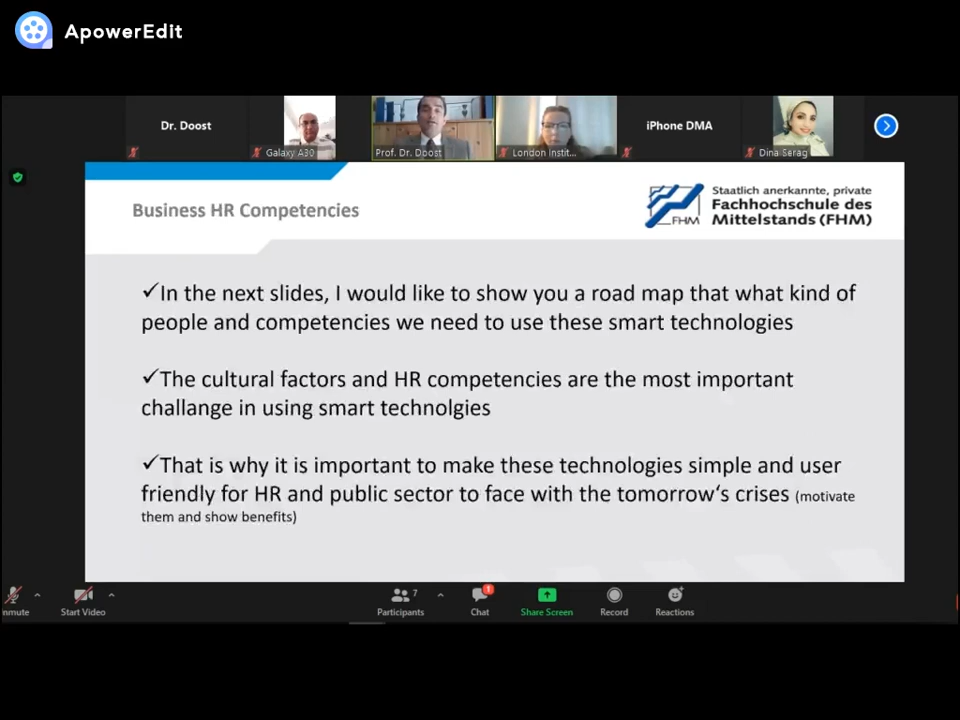 ApowerEdit
Dr. Doost
Galaxy A30
Prof. Dr. Doost
London Instit...
iPhone DMA
Dina Serag
Business HR Competencies
FHM
Staatlich anerkannte, private
Fachhochschule des
Mittelstands (FHM)
✓In the next slides, I would like to show you a road map that what kind of
people and competencies we need to use these smart technologies
✓The cultural factors and HR competencies are the most important
challange in using smart technolgies
✓That is why it is important to make these technologies simple and user
friendly for HR and public sector to face with the tomorrow‘s crises (motivate
them and show benefits)
nmute
Start Video
Participants
7
Chat
1
Share Screen
Record
Reactions